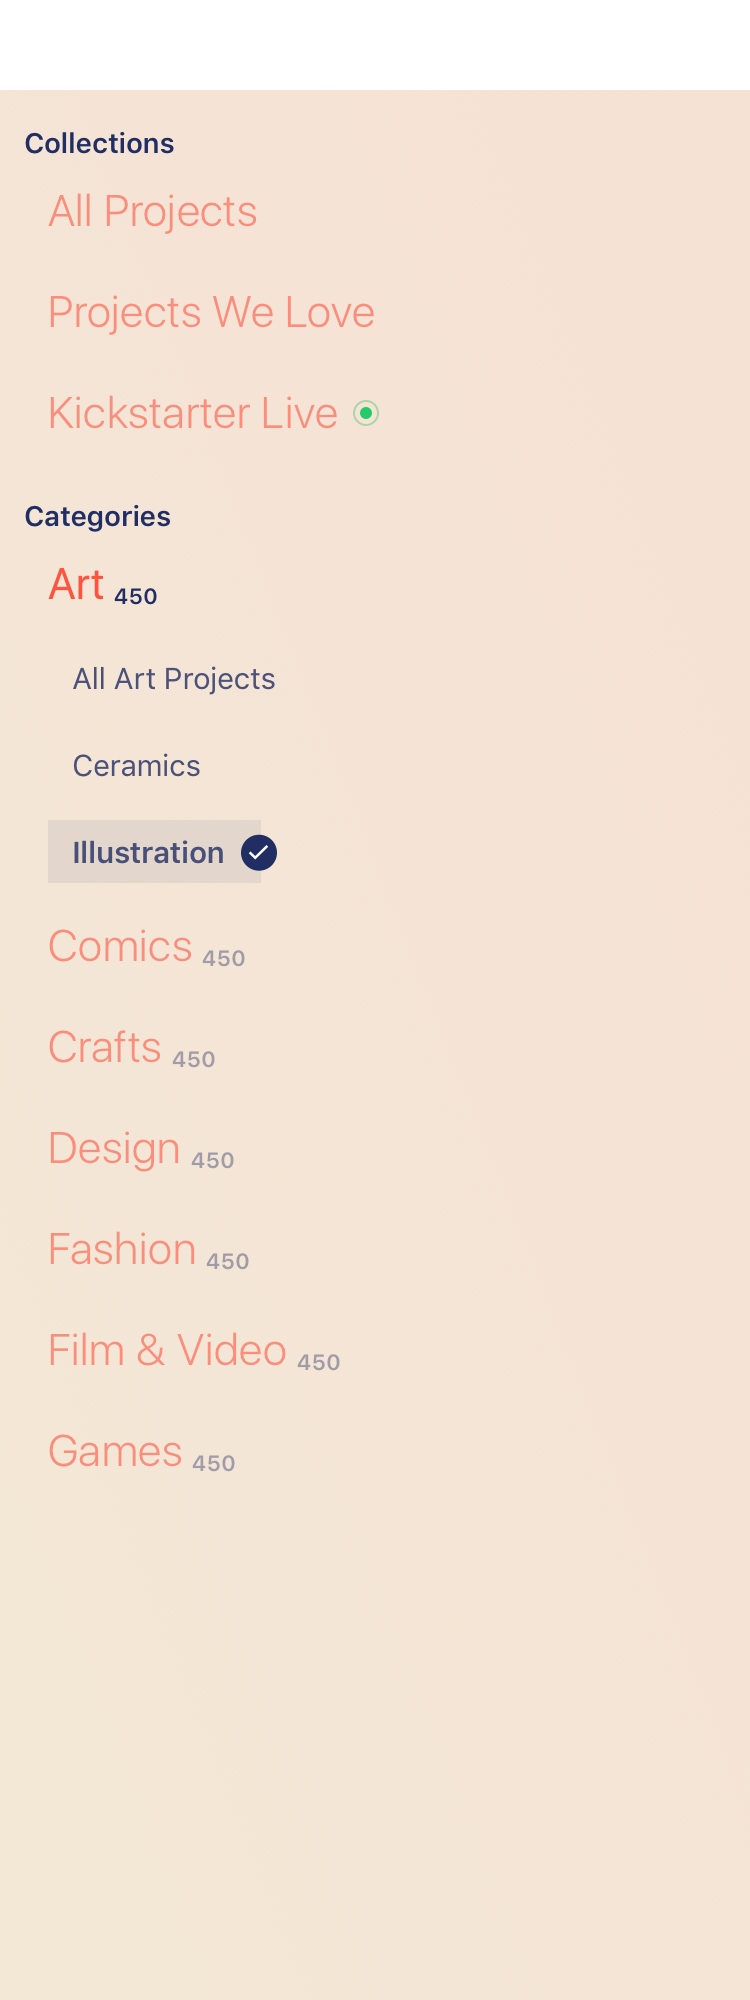 Collections
All Projects
Projects We Love
Kickstarter Live
Categories
Art 450
All Art Projects
Ceramics
Illustration
Comics 450
Crafts 450
Design 450
Fashion 450
Film & Video 450
Games 450